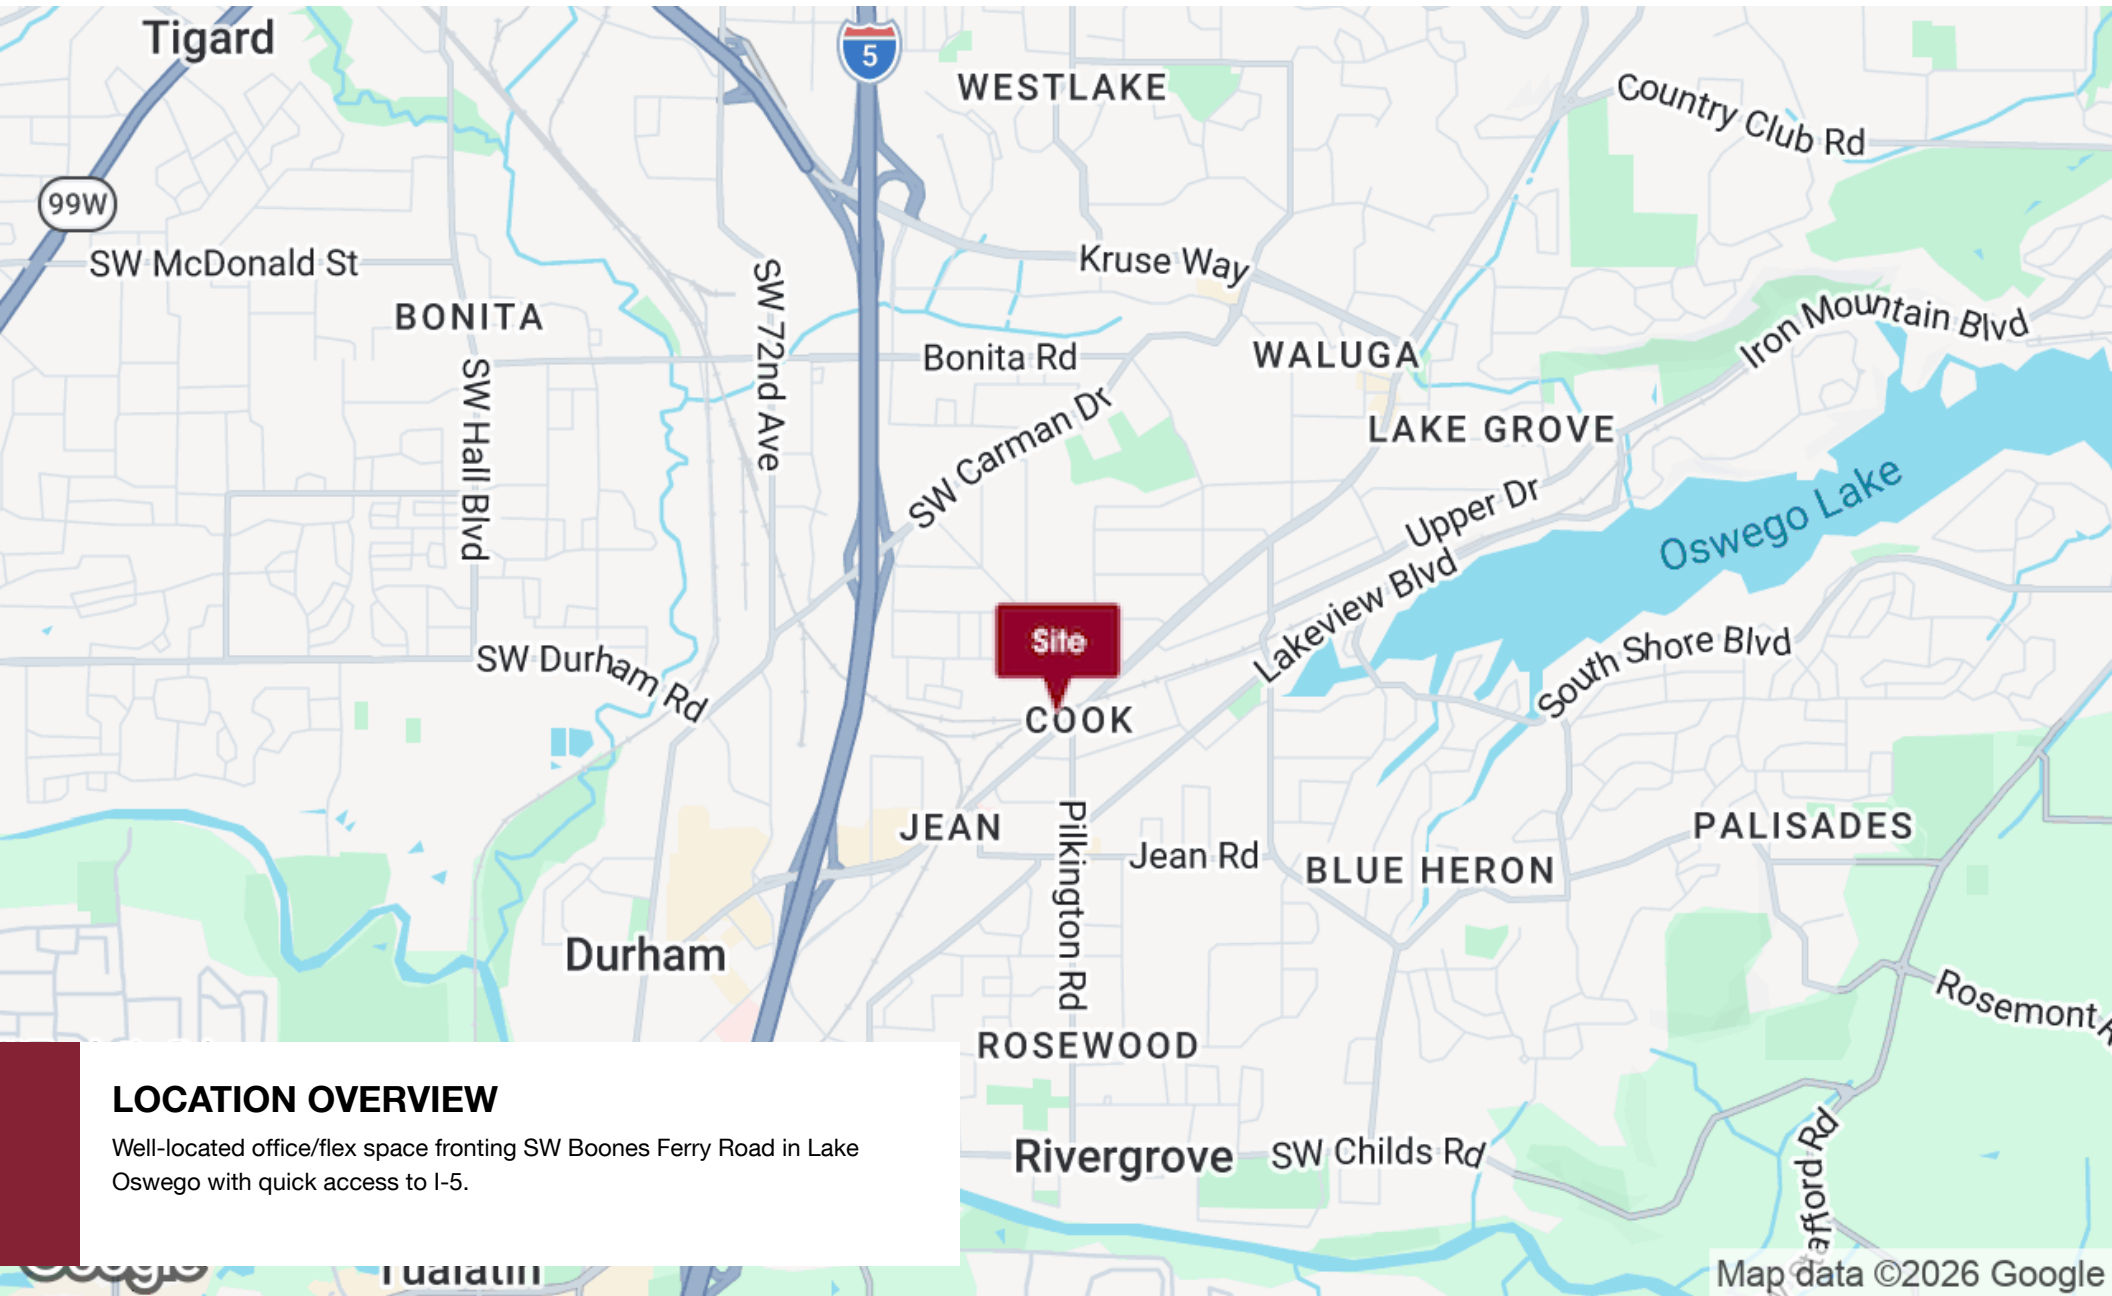 Tigard
5
WESTLAKE
Country Club Rd
99W
SW McDonald St
Kruse Way
BONITA
SW 72nd Ave
Iron Mountain Blvd
Bonita Rd
WALUGA
SW Hall Blvd
SW Carman Dr
LAKE GROVE
Upper Dr
Oswego Lake
Lakeview Blvd
Site
South Shore Blvd
SW Durham Rd
COOK
JEAN
Pilkington Rd
Jean Rd
BLUE HERON
PALISADES
Durham
Rosemont
ROSEWOOD
LOCATION OVERVIEW
Well-located office/flex space fronting SW Boones Ferry Road in Lake
Oswego with quick access to I-5.
Rivergrove
SW Childs Rd
Stafford Rd
Google
Tualatin
Map data ©2026 Google